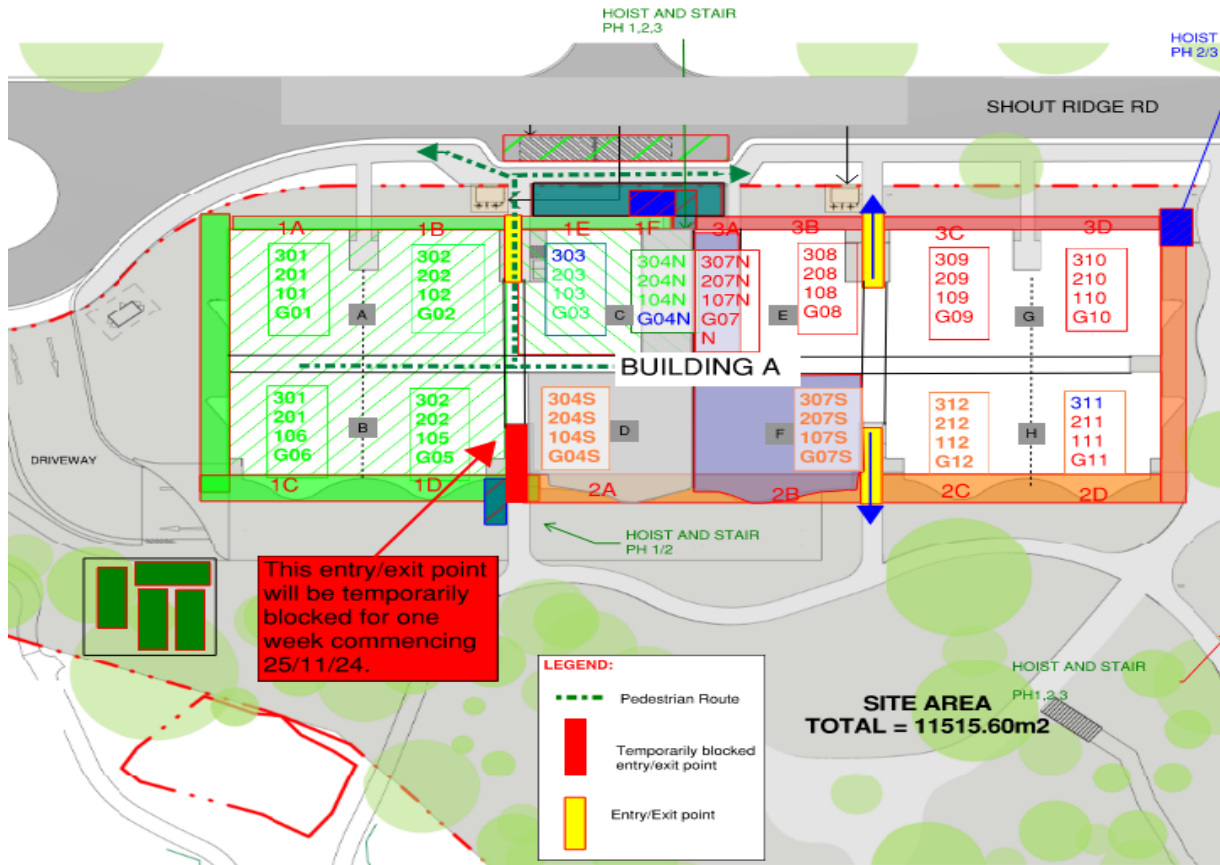 HOIST AND STAIR
PH 1,2,3
HOIST
PH 2/3
SHOUT RIDGE RD
1A
1B
1E
1F
3A
3B
3C
3D
301
201
101
G01
A
302
202
102
G02
303
203
103
G03
C
304N
204N
104N
G04N
307N
207N
107N
G07
N
E
308
208
108
G08
309
209
109
G09
G
310
210
110
G10
BUILDING A
301
201
106
G06
B
302
202
105
G05
304S
204S
104S
G04S
D
F
307S
207S
107S
G07S
312
212
112
G12
H
311
211
111
G11
DRIVEWAY
1C
1D
2A
2B
2C
2D
HOIST AND STAIR
PH 1/2
This entry/exit point
will be temporarily
blocked for one
week commencing
25/11/24.
LEGEND:
Pedestrian Route
Temporarily blocked
entry/exit point
Entry/Exit point
HOIST AND STAIR
PH1,2,3
SITE AREA
TOTAL = 11515.60m2